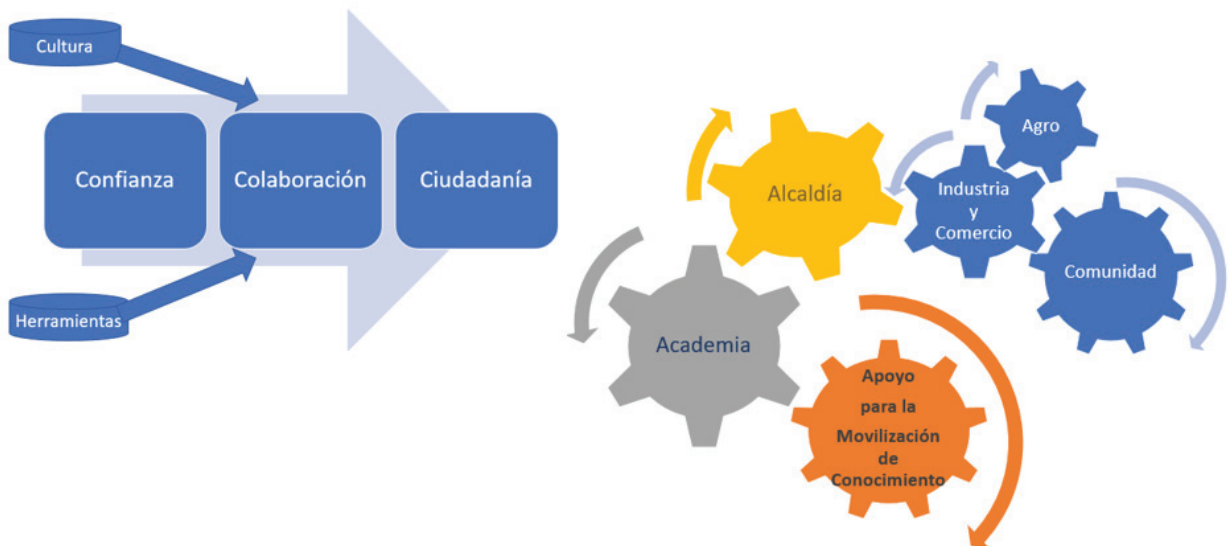 Cultura
Confianza
Colaboración
Ciudadanía
Herramientas
Agro
Alcaldía
Industria
y
Comercio
Comunidad
Academia
Apoyo
para la
Movilización
de
Conocimiento